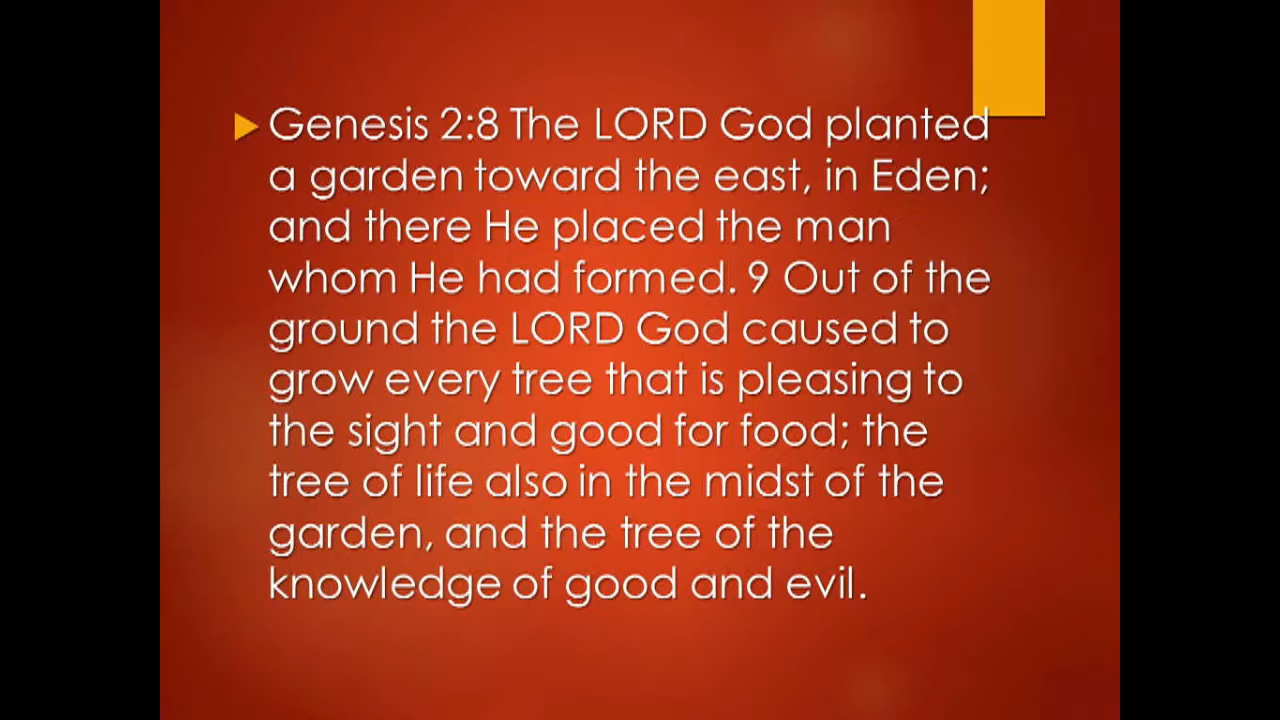 Genesis 2:8 The LORD God planted
a garden toward the east, in Eden;
and there He placed the man
whom He had formed. 9 Out of the
ground the LORD God caused to
grow every tree that is pleasing to
the sight and good for food; the
tree of life also in the midst of the
garden, and the tree of the
knowledge of good and evil.